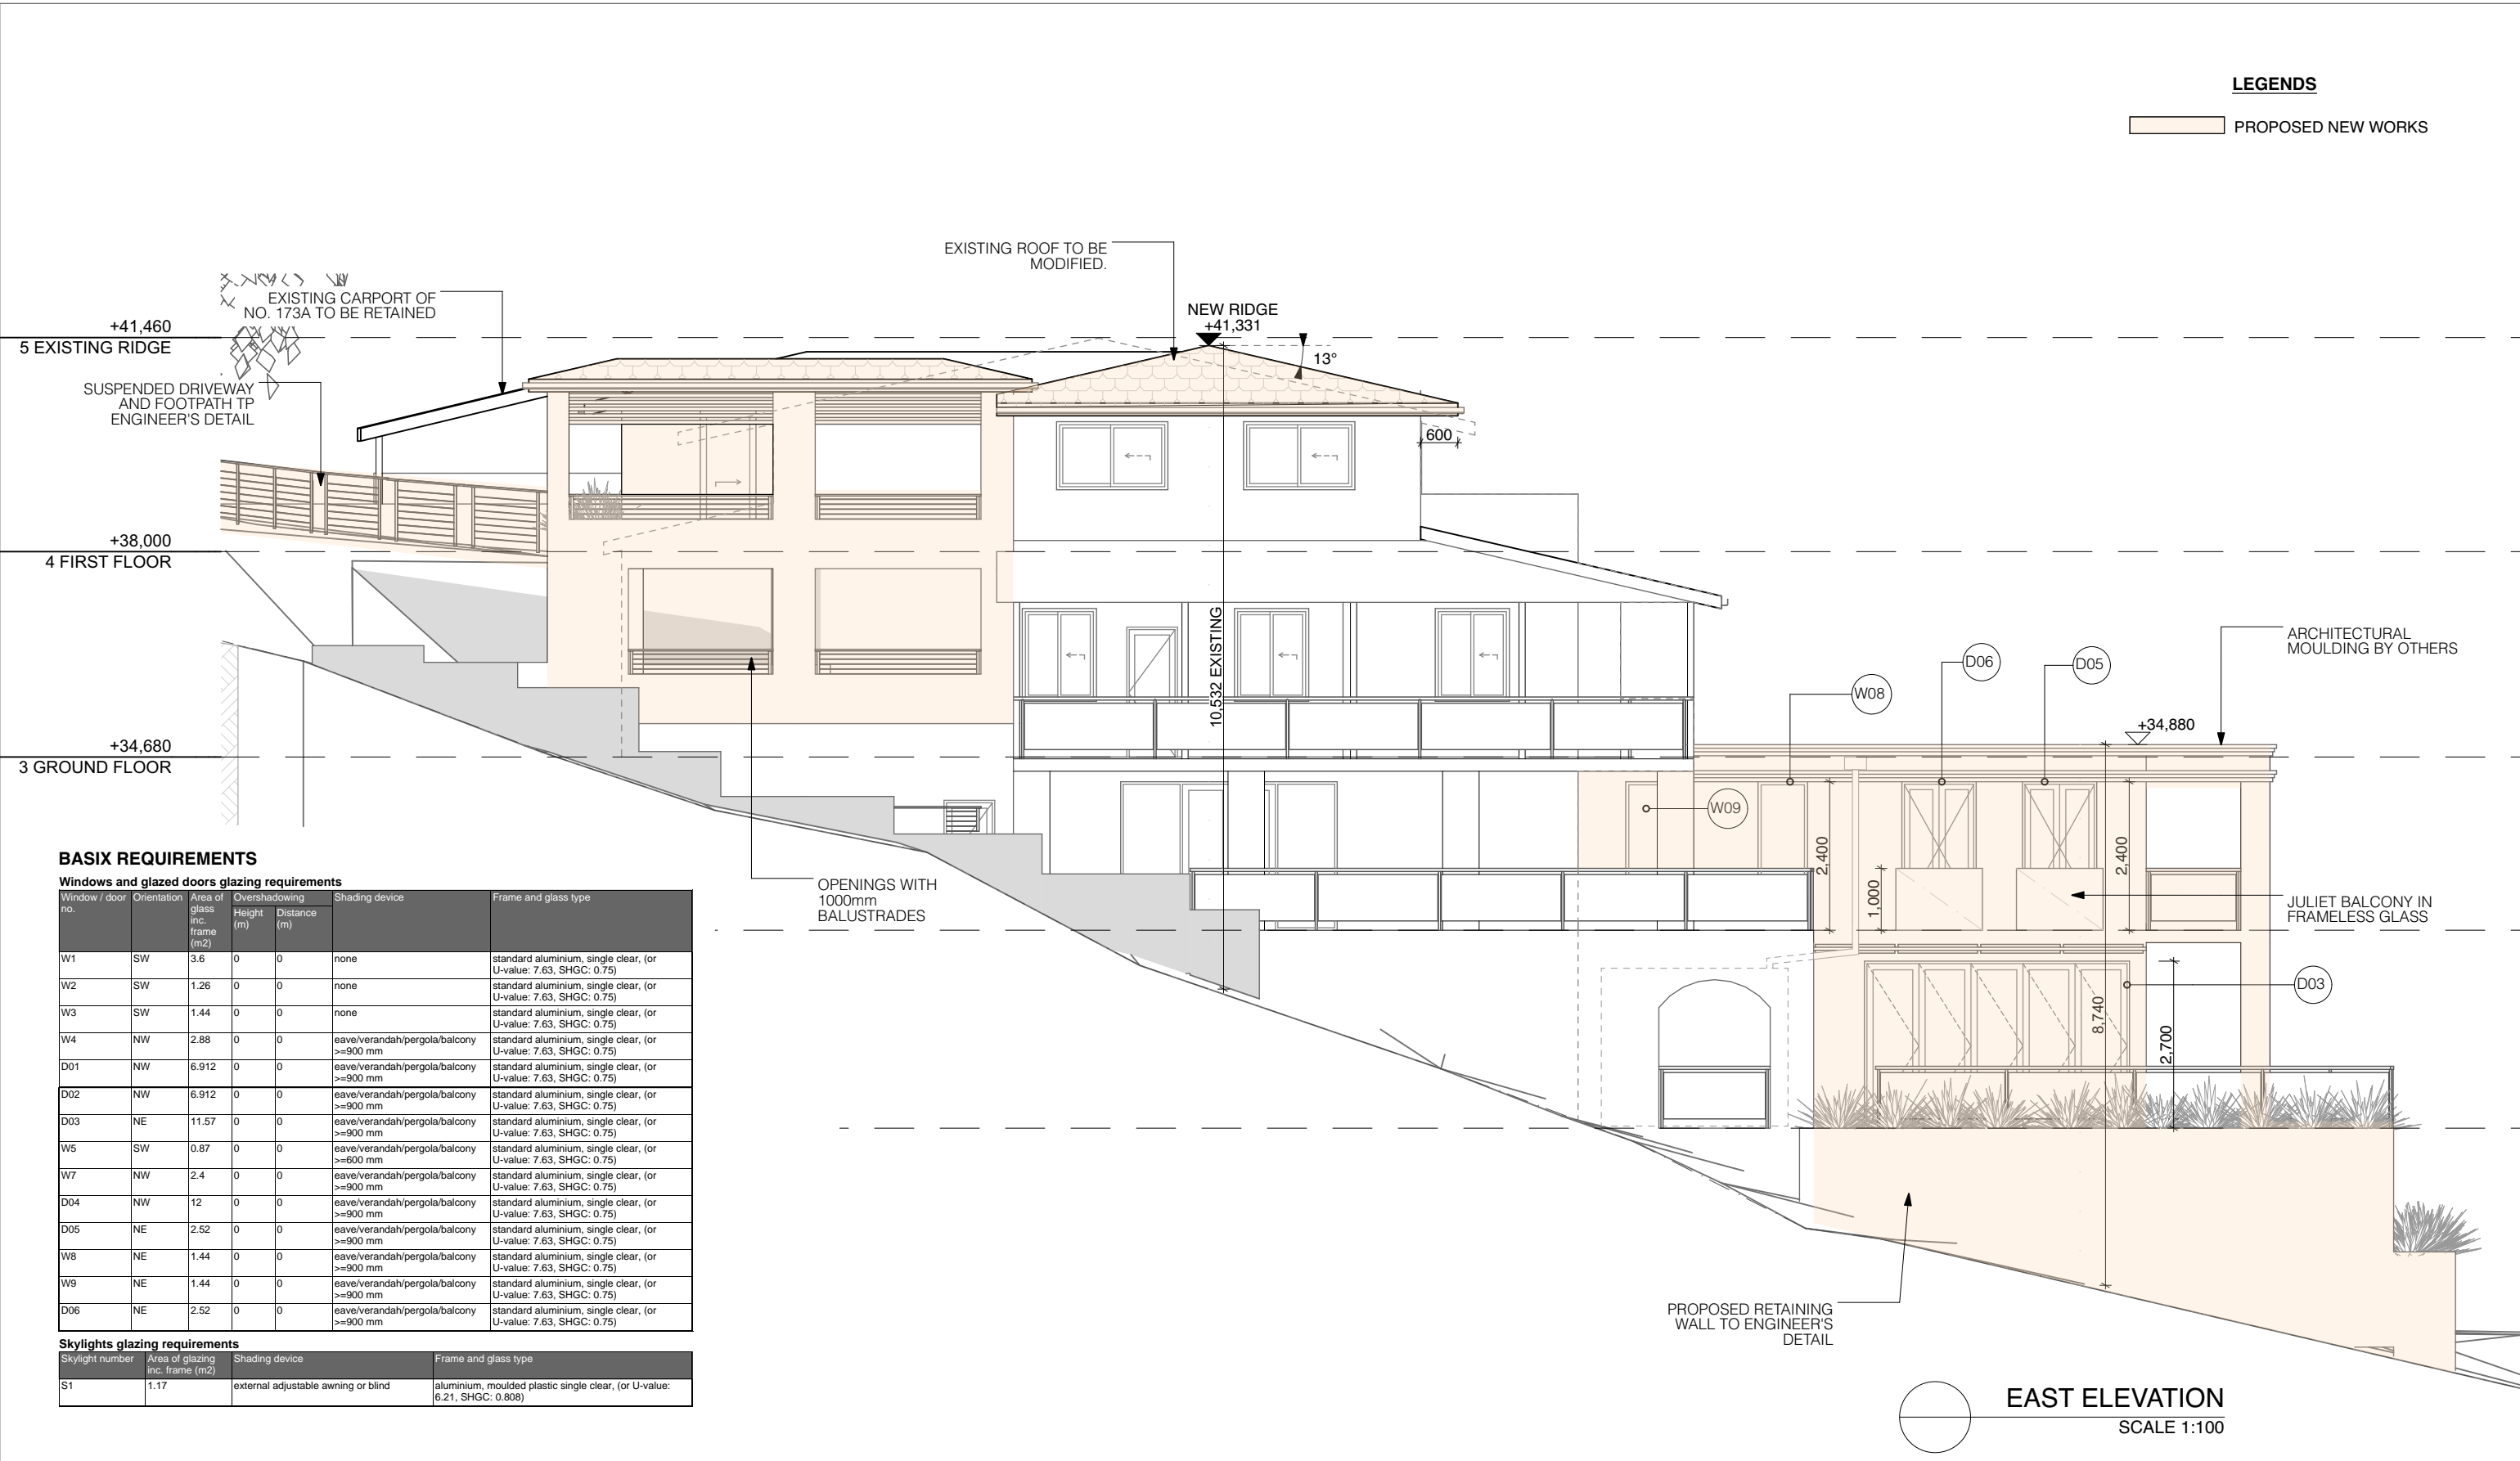 LEGENDS
PROPOSED NEW WORKS
EXISTING ROOF TO BE
MODIFIED.
EXISTING CARPORT OF
NO. 173A TO BE RETAINED
NEW RIDGE
+41,331
13°
+41,460
5 EXISTING RIDGE
SUSPENDED DRIVEWAY
AND FOOTPATH TP
ENGINEER'S DETAIL
600
+38,000
4 FIRST FLOOR
10,532 EXISTING
ARCHITECTURAL
MOULDING BY OTHERS
D06
D05
W08
+34,880
+34,680
3 GROUND FLOOR
W09
2,400
2,400
1,000
OPENINGS WITH
1000mm
BALUSTRADES
JULIET BALCONY IN
FRAMELESS GLASS
D03
8,740
2,700
PROPOSED RETAINING
WALL TO ENGINEER'S
DETAIL
BASIX REQUIREMENTS
Windows and glazed doors glazing requirements
Window / door no. Orientation Area of glass inc. frame (m2) Overshadowing Height (m) Distance (m) Shading device Frame and glass type
W1 SW 3.6 0 0 none standard aluminium, single clear, (or U-value: 7.63, SHGC: 0.75)
W2 SW 1.26 0 0 none standard aluminium, single clear, (or U-value: 7.63, SHGC: 0.75)
W3 SW 1.44 0 0 none standard aluminium, single clear, (or U-value: 7.63, SHGC: 0.75)
W4 NW 2.88 0 0 eave/verandah/pergola/balcony >=900 mm standard aluminium, single clear, (or U-value: 7.63, SHGC: 0.75)
D01 NW 6.912 0 0 eave/verandah/pergola/balcony >=900 mm standard aluminium, single clear, (or U-value: 7.63, SHGC: 0.75)
D02 NW 6.912 0 0 eave/verandah/pergola/balcony >=900 mm standard aluminium, single clear, (or U-value: 7.63, SHGC: 0.75)
D03 NE 11.57 0 0 eave/verandah/pergola/balcony >=900 mm standard aluminium, single clear, (or U-value: 7.63, SHGC: 0.75)
W5 SW 0.87 0 0 eave/verandah/pergola/balcony >=600 mm standard aluminium, single clear, (or U-value: 7.63, SHGC: 0.75)
W7 NW 2.4 0 0 eave/verandah/pergola/balcony >=900 mm standard aluminium, single clear, (or U-value: 7.63, SHGC: 0.75)
D04 NW 12 0 0 eave/verandah/pergola/balcony >=900 mm standard aluminium, single clear, (or U-value: 7.63, SHGC: 0.75)
D05 NE 2.52 0 0 eave/verandah/pergola/balcony >=900 mm standard aluminium, single clear, (or U-value: 7.63, SHGC: 0.75)
W8 NE 1.44 0 0 eave/verandah/pergola/balcony >=900 mm standard aluminium, single clear, (or U-value: 7.63, SHGC: 0.75)
W9 NE 1.44 0 0 eave/verandah/pergola/balcony >=900 mm standard aluminium, single clear, (or U-value: 7.63, SHGC: 0.75)
D06 NE 2.52 0 0 eave/verandah/pergola/balcony >=900 mm standard aluminium, single clear, (or U-value: 7.63, SHGC: 0.75)
Skylights glazing requirements
Skylight number Area of glazing inc. frame (m2) Shading device Frame and glass type
S1 1.17 external adjustable awning or blind aluminium, moulded plastic single clear, (or U-value: 6.21, SHGC: 0.808)
EAST ELEVATION
SCALE 1:100